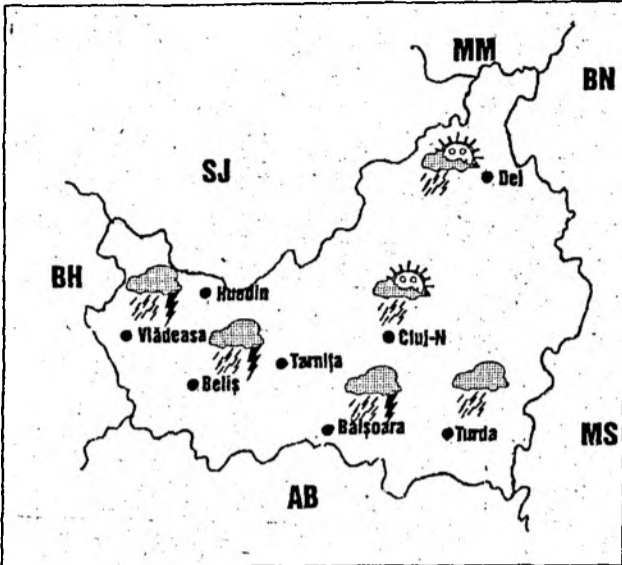 MM
BN
SJ
Dej
BH
Huedin
Vlădeasa
Cluj-N
Tarnița
Beliș
Băișoara
Turda
MS
AB